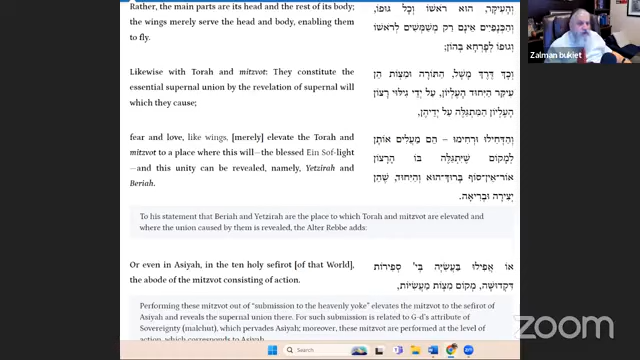 Rather, the main parts are its head and the rest of its body;
the wings merely serve the head and body, enabling them
to fly.
וְהָעִיקָּר, הוּא רֹאשׁוֹ וְכָל גּוּפוֹ,
וְהַכְּנָפַיִים אֵינָם רַק מְשַׁמְּשִׁים לְרֹאשׁוֹ
וְגוּפוֹ לְפָרְחָא בְּהוֹן;
Likewise with Torah and mitzvot: They constitute the
essential supernal union by the revelation of supernal will
which they cause;
וְכָךְ דֶּרֶךְ מָשָׁל, הַתּוֹרָה וּמִצְוֹת הֵן
עִיקַּר הַיִּחוּד הָעֶלְיוֹן, עַל יְדֵי גִּילּוּי רָצוֹן
הָעֶלְיוֹן הַמִּתְגַּלֶּה עַל יְדֵיהֶן,
fear and love, like wings, [merely] elevate the Torah and
mitzvot to a place where this will—the blessed Ein Sof-light
—and this unity can be revealed, namely, Yetzirah and
Beriah.
וְהַדְּחִילוּ וּרְחִימוּ – הֵם מַעֲלִים אוֹתָן
לְמָקוֹם שֶׁיִּתְגַּלֶּה בּוֹ הָרָצוֹן
אוֹר־אֵין־סוֹף בָּרוּךְ־הוּא וְהַיִּחוּד, שֶׁהֵן
יְצִירָה וּבְרִיאָה.
To his statement that Beriah and Yetzirah are the place to which Torah and mitzvot are elevated and
where the union caused by them is revealed, the Alter Rebbe adds:
Or even in Asiyah, in the ten holy sefirot [of that World],
the abode of the mitzvot consisting of action.
אוֹ אֲפִילּוּ בַּעֲשִׂיָּה בְּי' סְפִירוֹת
דִּקְדוּשָּׁה, מְקוֹם מִצְוֹת מַעֲשִׂיּוֹת,
Performing these mitzvot out of "submission to the heavenly yoke" elevates the mitzvot to the sefirot of
Asiyah and reveals the supernal union there. For such submission is related to G-d's attribute of
Sovereignty (malchut), which pervades Asiyah; moreover, these mitzvot are performed at the level of
action, which corresponds to Asiyah.
Zalman bukiet
Search
zoom